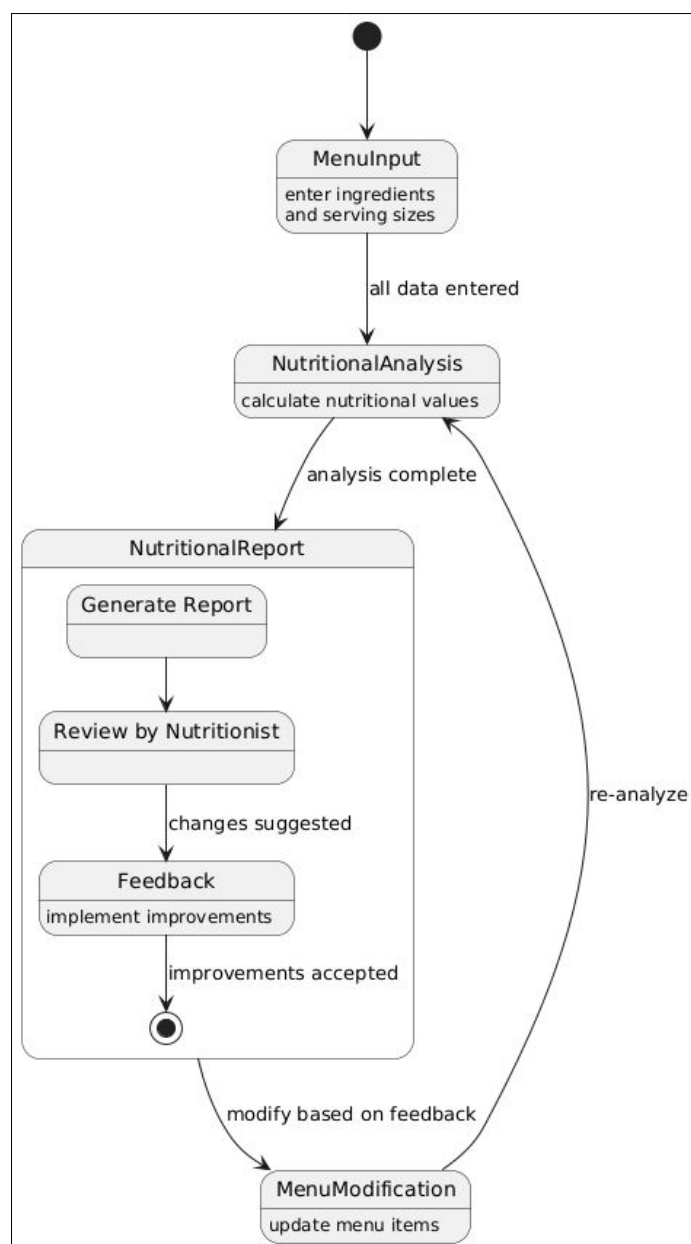 MenuInput
enter ingredients
and serving sizes
all data entered
NutritionalAnalysis
calculate nutritional values
analysis complete
NutritionalReport
Generate Report
Review by Nutritionist
changes suggested
Feedback
implement improvements
improvements accepted
re-analyze
modify based on feedback
MenuModification
update menu items